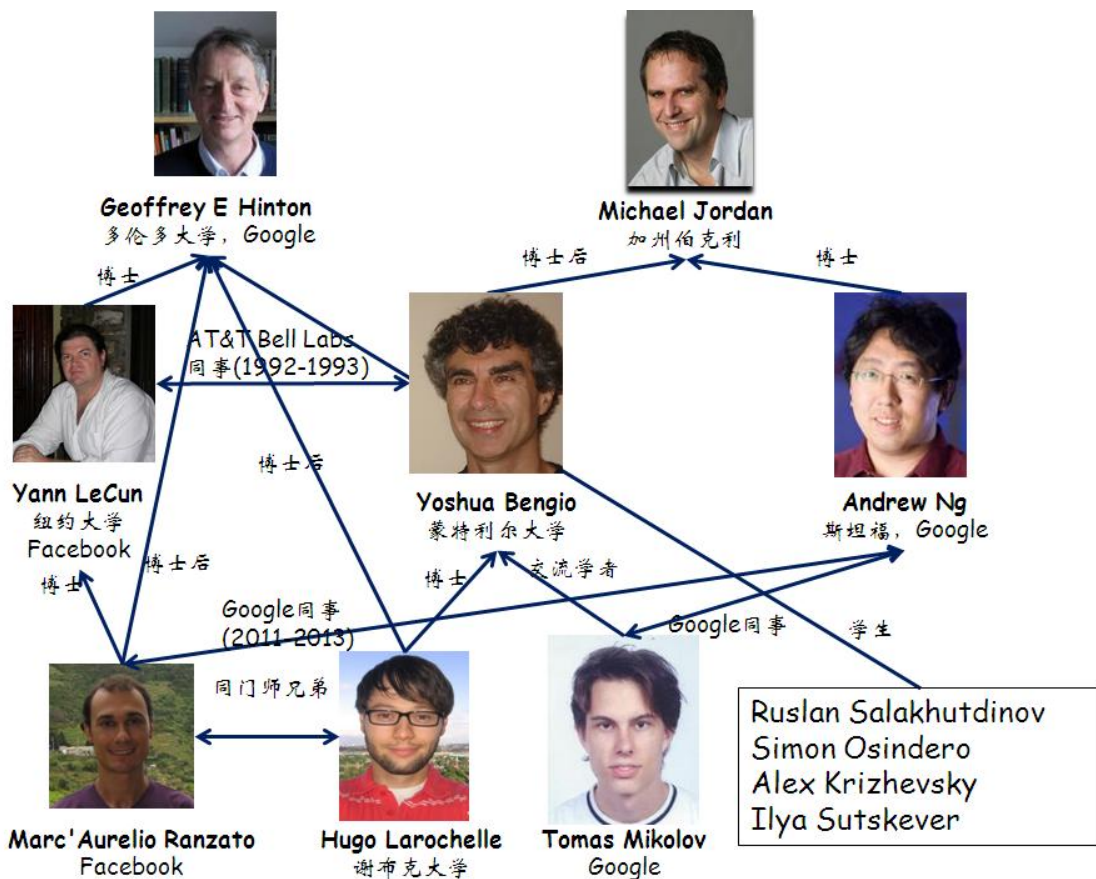 Geoffrey E Hinton
多伦多大学，Google
Michael Jordan
加州伯克利
博士
博士后
博士
AT&T Bell Labs
同事(1992-1993)
博士后
Yann LeCun
纽约大学
Facebook
Yoshua Bengio
蒙特利尔大学
Andrew Ng
斯坦福，Google
博士
博士后
博士
交流学者
Google同事
(2011-2013)
Google同事
学生
同门师兄弟
Ruslan Salakhutdinov
Simon Osindero
Alex Krizhevsky
Ilya Sutskever
Marc'Aurelio Ranzato
Facebook
Hugo Larochelle
谢布克大学
Tomas Mikolov
Google